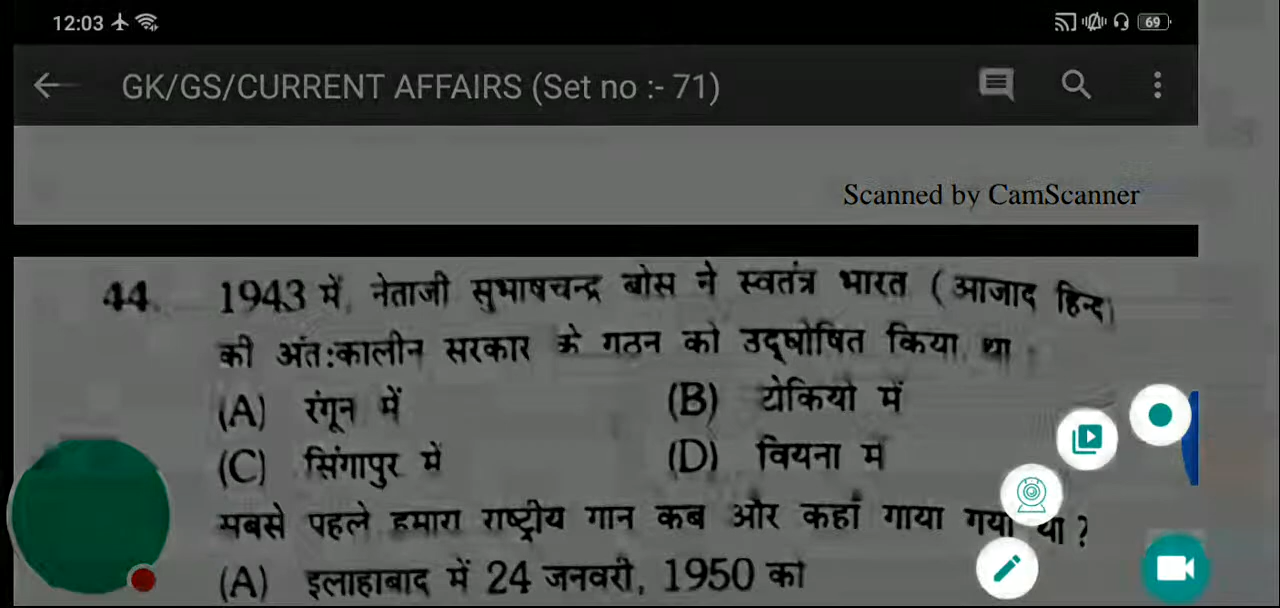 12:03
69
GK/GS/CURRENT AFFAIRS (Set no :- 71)
Scanned by CamScanner
44. 1943 में, नेताजी सुभाषचन्द्र बोस ने स्वतंत्र भारत (आजाद हिन्द)
की अंत:कालीन सरकार के गठन को उद्घोषित किया था
(A) रंगून में (B) टोकियो में
(C) सिंगापुर में (D) वियना में
सबसे पहले हमारा राष्ट्रीय गान कब और कहाँ गाया गया था ?
(A) इलाहाबाद में 24 जनवरी, 1950 को